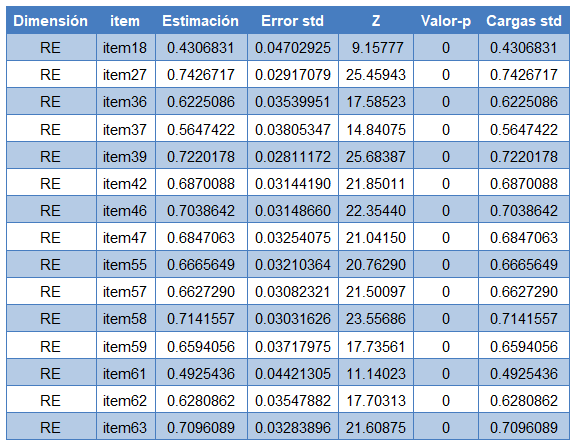 Dimensión item Estimación Error std Z Valor-p Cargas std
RE item18 0.4306831 0.04702925 9.15777 0 0.4306831
RE item27 0.7426717 0.02917079 25.45943 0 0.7426717
RE item36 0.6225086 0.03539951 17.58523 0 0.6225086
RE item37 0.5647422 0.03805347 14.84075 0 0.5647422
RE item39 0.7220178 0.02811172 25.68387 0 0.7220178
RE item42 0.6870088 0.03144190 21.85011 0 0.6870088
RE item46 0.7038642 0.03148660 22.35440 0 0.7038642
RE item47 0.6847063 0.03254075 21.04150 0 0.6847063
RE item55 0.6665649 0.03210364 20.76290 0 0.6665649
RE item57 0.6627290 0.03082321 21.50097 0 0.6627290
RE item58 0.7141557 0.03031626 23.55686 0 0.7141557
RE item59 0.6594056 0.03717975 17.73561 0 0.6594056
RE item61 0.4925436 0.04421305 11.14023 0 0.4925436
RE item62 0.6280862 0.03547882 17.70313 0 0.6280862
RE item63 0.7096089 0.03283896 21.60875 0 0.7096089